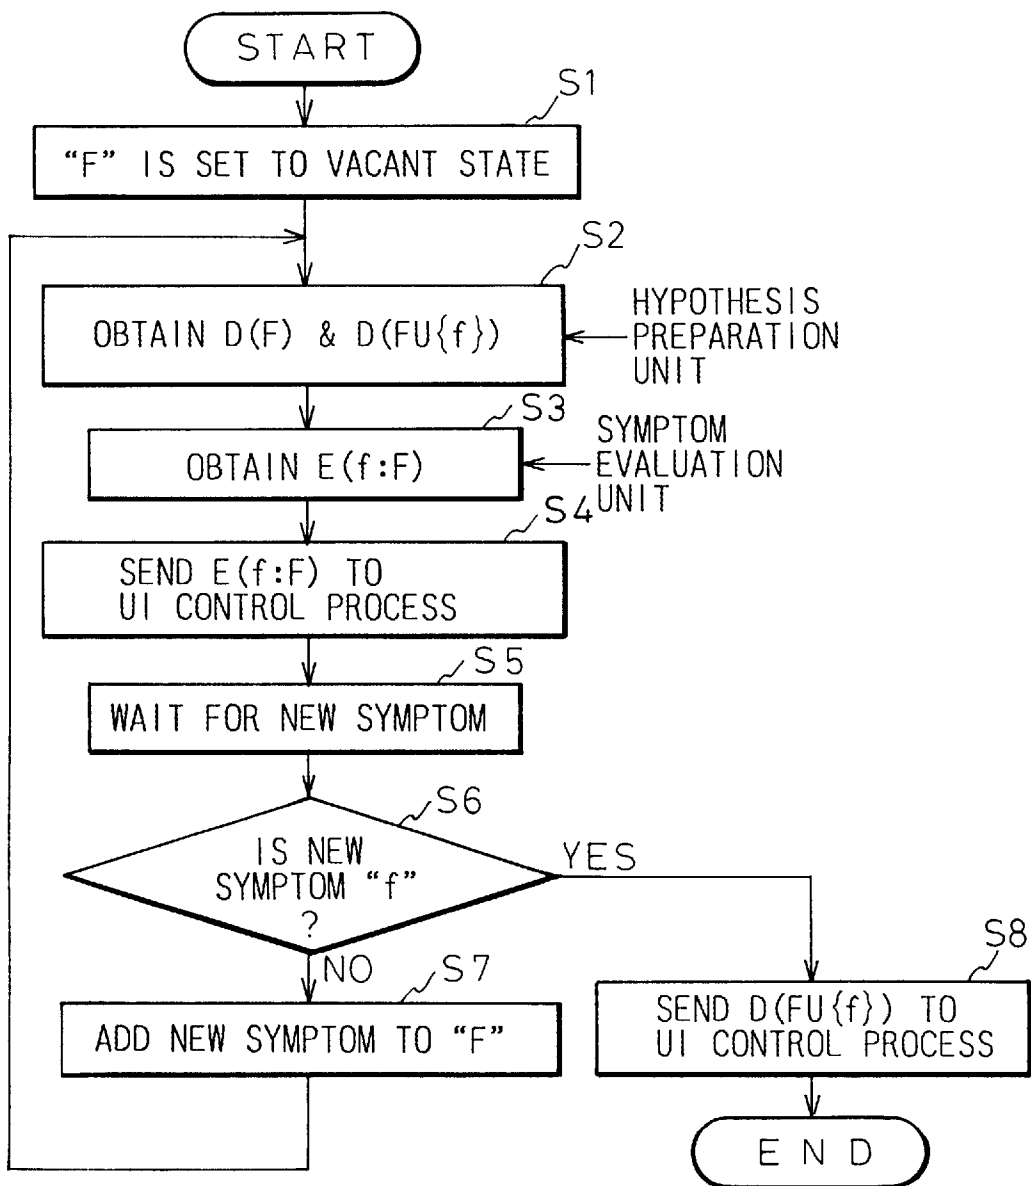 START
S1
“F” IS SET TO VACANT STATE
S2
OBTAIN D(F) & D(FU{f})
HYPOTHESIS
PREPARATION
UNIT
S3
OBTAIN E(f:F)
SYMPTOM
EVALUATION
UNIT
S4
SEND E(f:F) TO
UI CONTROL PROCESS
S5
WAIT FOR NEW SYMPTOM
S6
IS NEW
SYMPTOM “f”
?
YES
NO
S7
ADD NEW SYMPTOM TO “F”
S8
SEND D(FU{f}) TO
UI CONTROL PROCESS
END